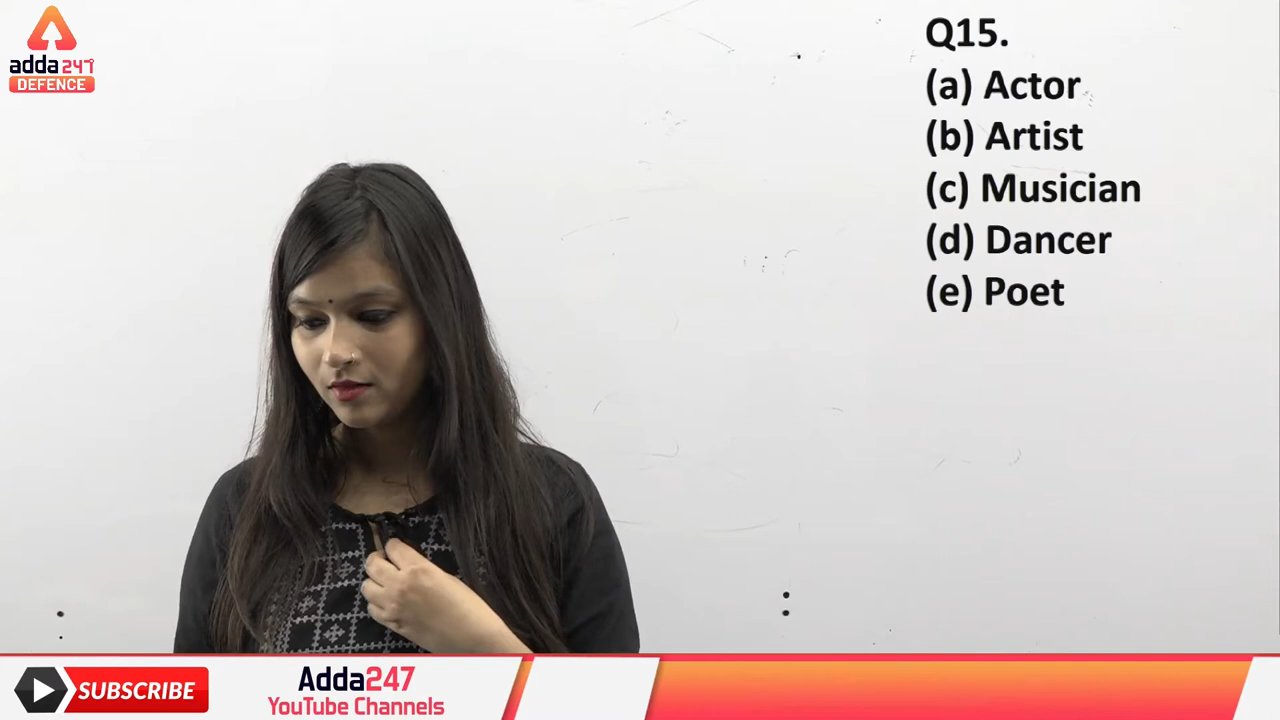 adda247
DEFENCE
Q15.
(a) Actor
(b) Artist
(c) Musician
(d) Dancer
(e) Poet
SUBSCRIBE
Adda247
YouTube Channels